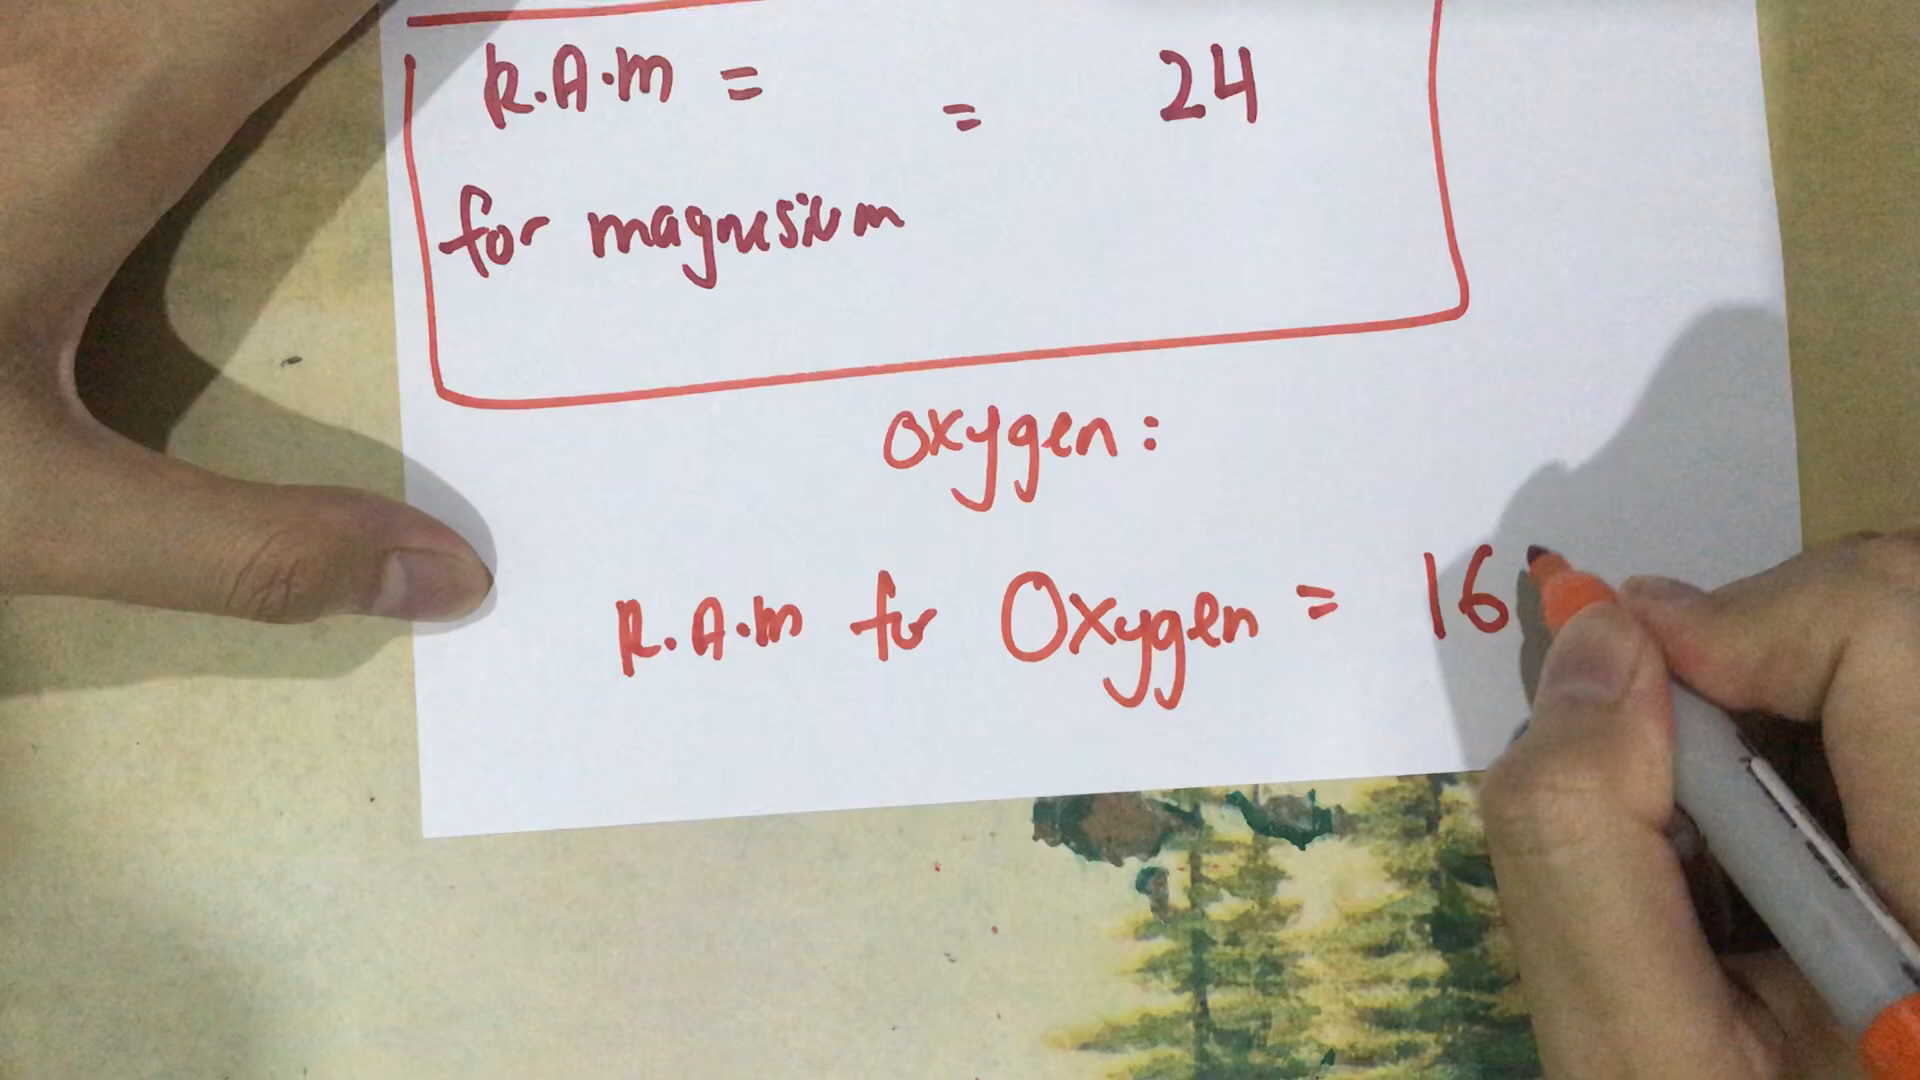 R.A.m = = 24
for magnesium
oxygen:
R.A.m for Oxygen = 16